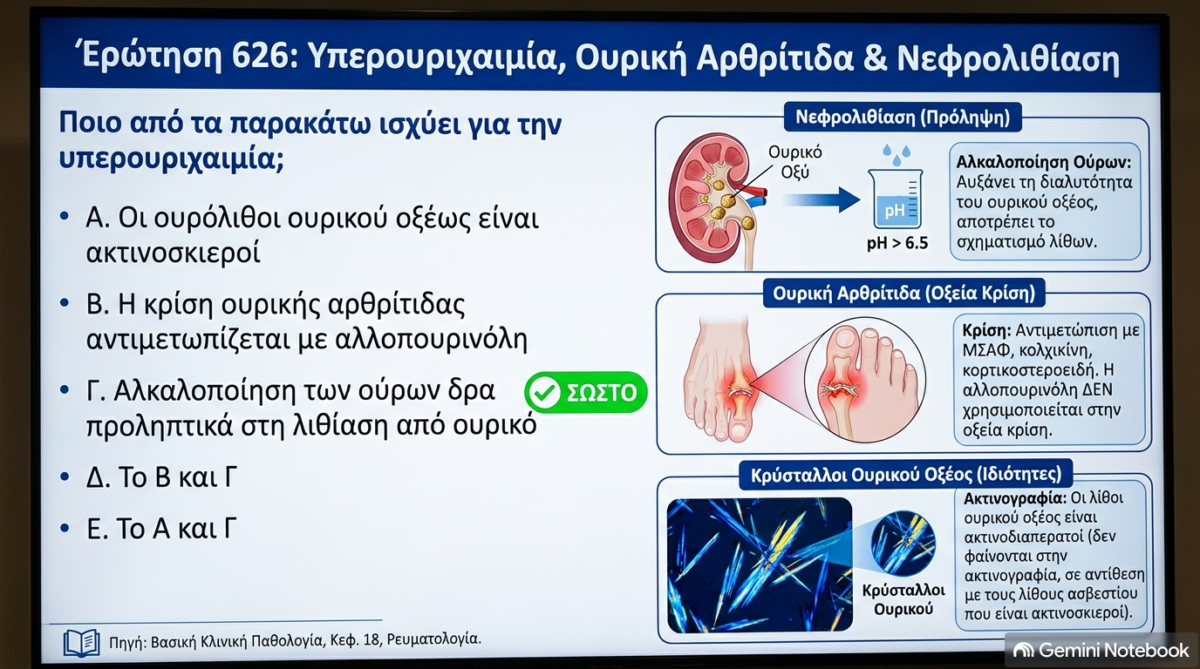 Έρώτηση 626: Υπερουριχαιμία, Ουρική Αρθρίτιδα & Νεφρολιθίαση
Ποιο από τα παρακάτω ισχύει για την
υπερουριχαιμία;
• Α. Οι ουρόλιθοι ουρικού οξέως είναι
ακτινοσκιεροί
• Β. Η κρίση ουρικής αρθρίτιδας
αντιμετωπίζεται με αλλοπουρινόλη
• Γ. Αλκαλοποίηση των ούρων δρα
προληπτικά στη λιθίαση από ουρικό
ΣΩΣΤΟ
• Δ. Το Β και Γ
• Ε. Το Α και Γ
Πηγή: Βασική Κλινική Παθολογία, Κεφ. 18, Ρευματολογία.
Νεφρολιθίαση (Πρόληψη)
Ουρικό
Οξύ
pH
pH > 6.5
Αλκαλοποίηση Ούρων:
Αυξάνει τη διαλυτότητα
του ουρικού οξέος,
αποτρέπει το
σχηματισμό λίθων.
Ουρική Αρθρίτιδα (Οξεία Κρίση)
Κρίση: Αντιμετώπιση με
ΜΣΑΦ, κολχικίνη,
κορτικοστεροειδή. Η
αλλοπουρινόλη ΔΕΝ
χρησιμοποιείται στην
οξεία κρίση.
Κρύσταλλοι Ουρικού Οξέος (Ιδιότητες)
Κρύσταλλοι
Ουρικού
Ακτινογραφία: Οι λίθοι
ουρικού οξέος είναι
ακτινοδιαπερατοί (δεν
φαίνονται στην
ακτινογραφία, σε αντίθεση
με τους λίθους ασβεστίου
που είναι ακτινοσκιεροί).
Gemini Notebook